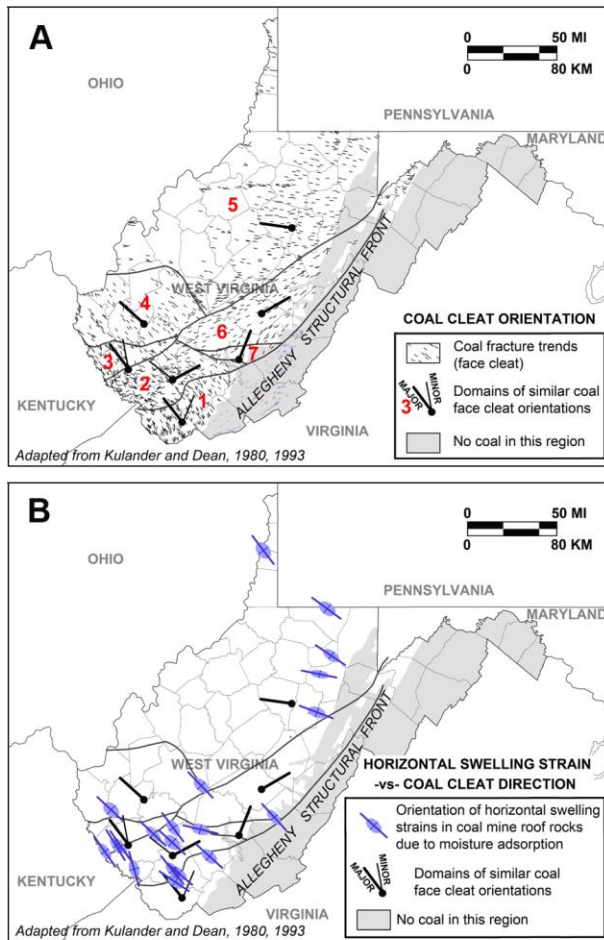 A
0 50 MI
0 80 KM
OHIO
PENNSYLVANIA
MARYLAND
5
WEST VIRGINIA
4
6
7
3
2
1
ALLEGHENY STRUCTURAL FRONT
KENTUCKY
VIRGINIA
COAL CLEAT ORIENTATION
Coal fracture trends
(face cleat)
MAJOR
MINOR
3
Domains of similar coal
face cleat orientations
No coal in this region
Adapted from Kulander and Dean, 1980, 1993
B
0 50 MI
0 80 KM
OHIO
PENNSYLVANIA
MARYLAND
WEST VIRGINIA
ALLEGHENY STRUCTURAL FRONT
KENTUCKY
VIRGINIA
HORIZONTAL SWELLING STRAIN
-vs- COAL CLEAT DIRECTION
Orientation of horizontal swelling
strains in coal mine roof rocks
due to moisture adsorption
MAJOR
MINOR
Domains of similar coal
face cleat orientations
No coal in this region
Adapted from Kulander and Dean, 1980, 1993